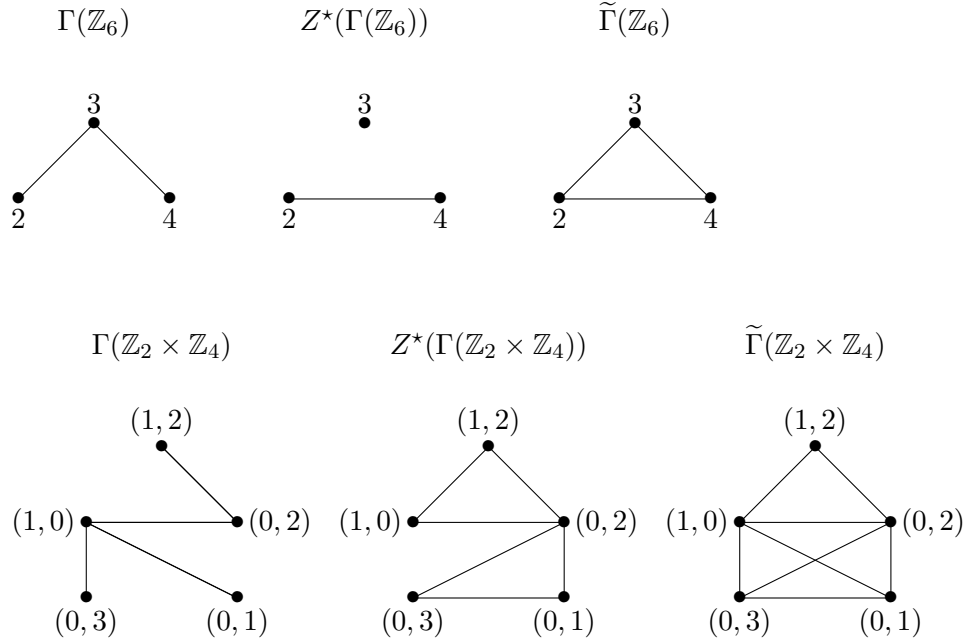 Γ(ℤ₆) Z⋆(Γ(ℤ₆)) Γ̃(ℤ₆)
3 3 3
2 4 2 4 2 4
Γ(ℤ₂ × ℤ₄) Z⋆(Γ(ℤ₂ × ℤ₄)) Γ̃(ℤ₂ × ℤ₄)
(1, 2) (1, 2) (1, 2)
(1, 0) (0, 2) (1, 0) (0, 2) (1, 0) (0, 2)
(0, 3) (0, 1) (0, 3) (0, 1) (0, 3) (0, 1)